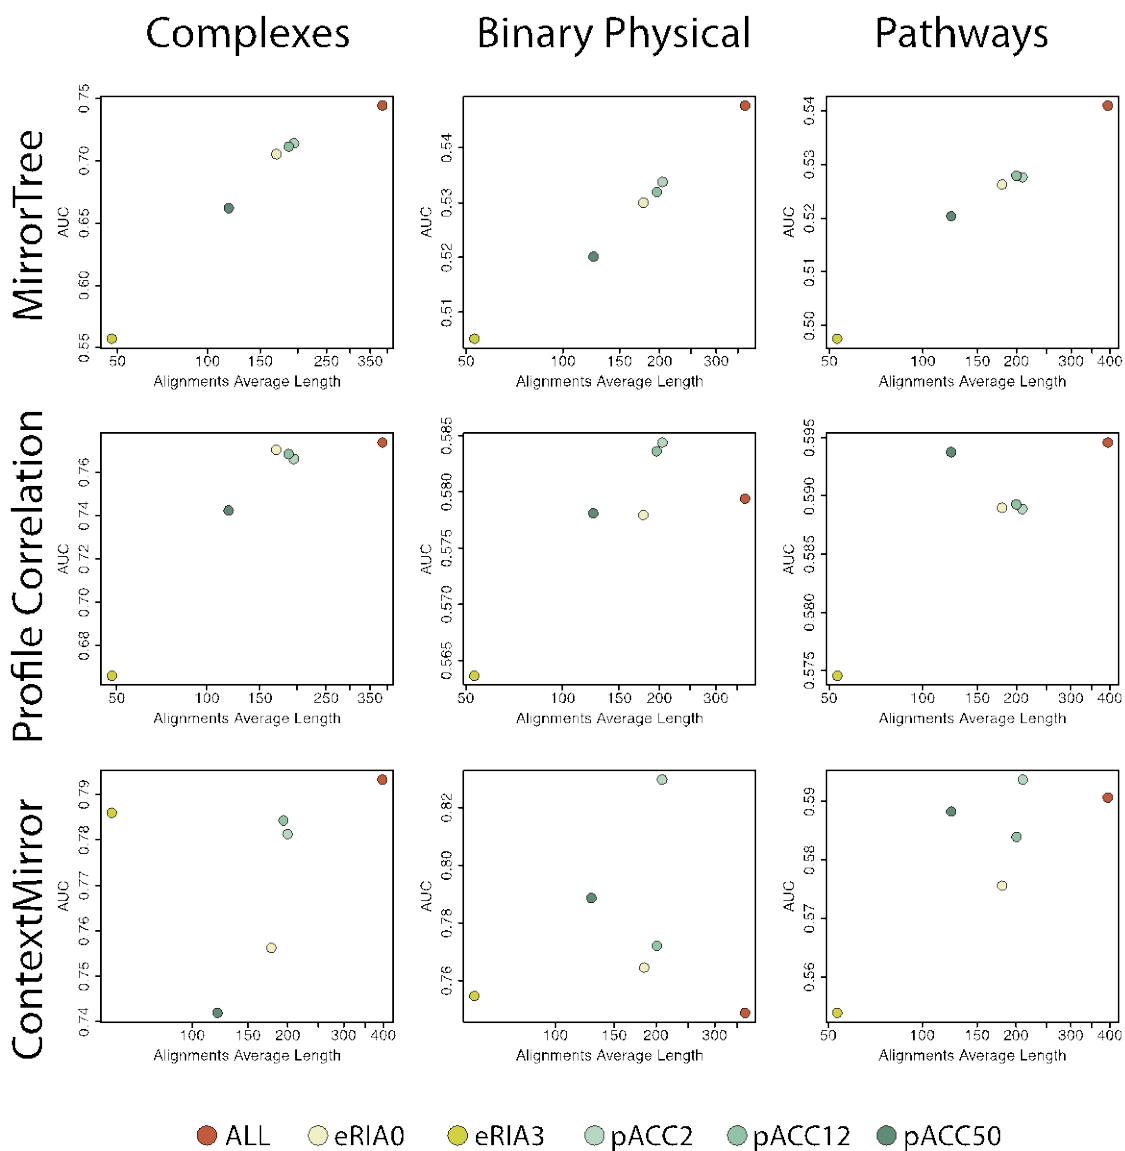 Complexes
Binary Physical
Pathways
MirrorTree
AUC
0.55 0.60 0.65 0.70 0.75
50 100 150 250 350
Alignments Average Length
AUC
0.51 0.52 0.53 0.54
50 100 150 200 300
Alignments Average Length
AUC
0.50 0.51 0.52 0.53 0.54
50 100 200 300 400
Alignments Average Length
Profile Correlation
AUC
0.68 0.70 0.72 0.74 0.76
50 100 150 250 350
Alignments Average Length
AUC
0.565 0.570 0.575 0.580 0.585
50 100 150 200 300
Alignments Average Length
AUC
0.575 0.580 0.585 0.590 0.595
50 100 200 300 400
Alignments Average Length
ContextMirror
AUC
0.74 0.75 0.76 0.77 0.78 0.79
100 150 200 300 400
Alignments Average Length
AUC
0.76 0.78 0.80 0.82
100 150 200 300
Alignments Average Length
AUC
0.56 0.57 0.58 0.59
50 100 200 300 400
Alignments Average Length
ALL
eRIA0
eRIA3
pACC2
pACC12
pACC50